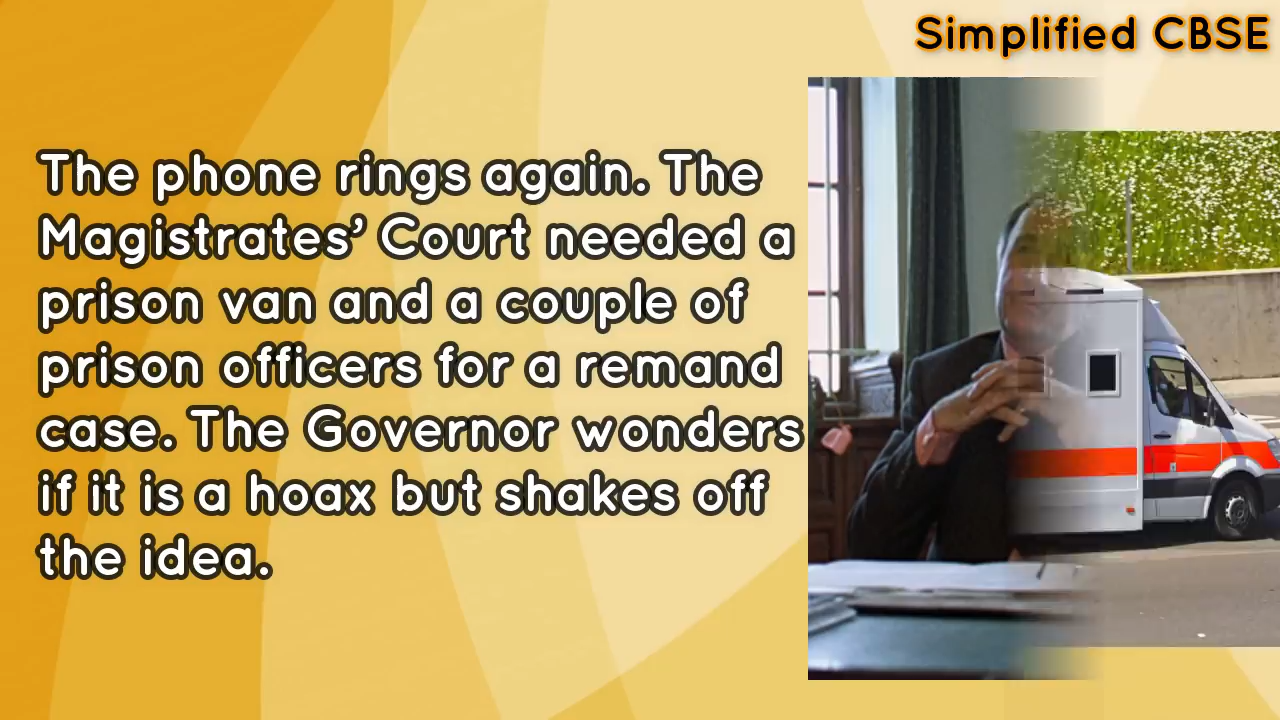 Simplified CBSE
The phone rings again. The
Magistrates’ Court needed a
prison van and a couple of
prison officers for a remand
case. The Governor wonders
if it is a hoax but shakes off
the idea.